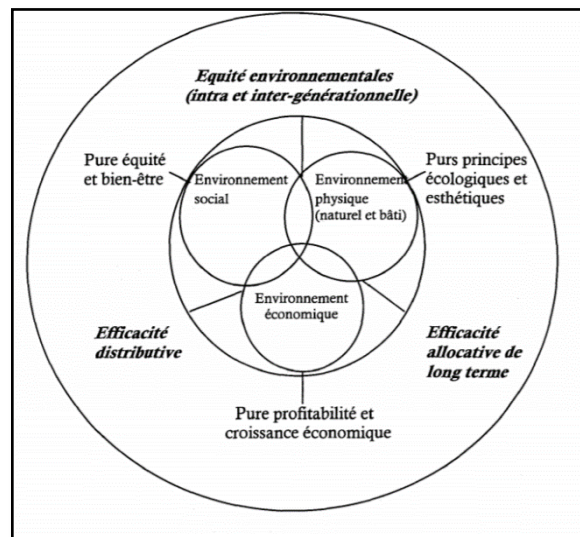 Equité environnementales
(intra et inter-générationnelle)
Pure équité
et bien-être
Environnement
social
Environnement
physique
(naturel et bâti)
Purs principes
écologiques et
esthétiques
Environnement
économique
Efficacité
distributive
Efficacité
allocative de
long terme
Pure profitabilité et
croissance économique